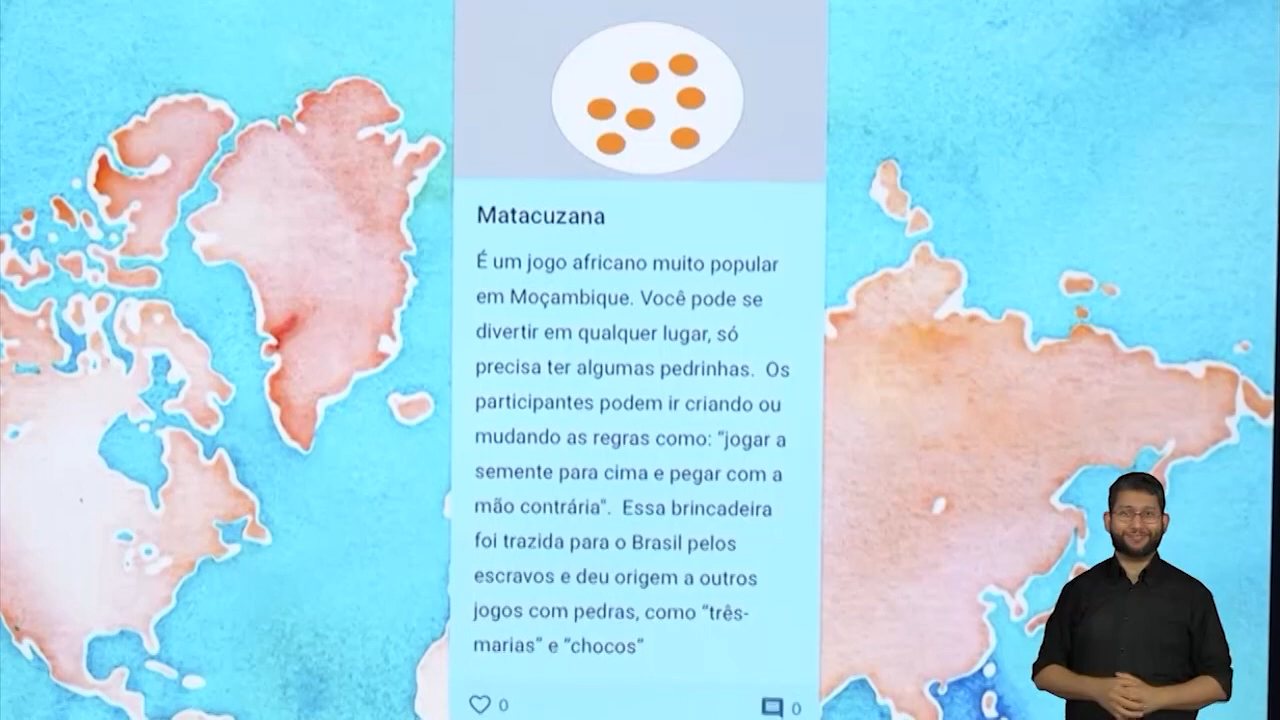 Matacuzana
É um jogo africano muito popular
em Moçambique. Você pode se
divertir em qualquer lugar, só
precisa ter algumas pedrinhas.  Os
participantes podem ir criando ou
mudando as regras como: “jogar a
semente para cima e pegar com a
mão contrária”.  Essa brincadeira
foi trazida para o Brasil pelos
escravos e deu origem a outros
jogos com pedras, como “três-
marias” e “chocos”
0 0